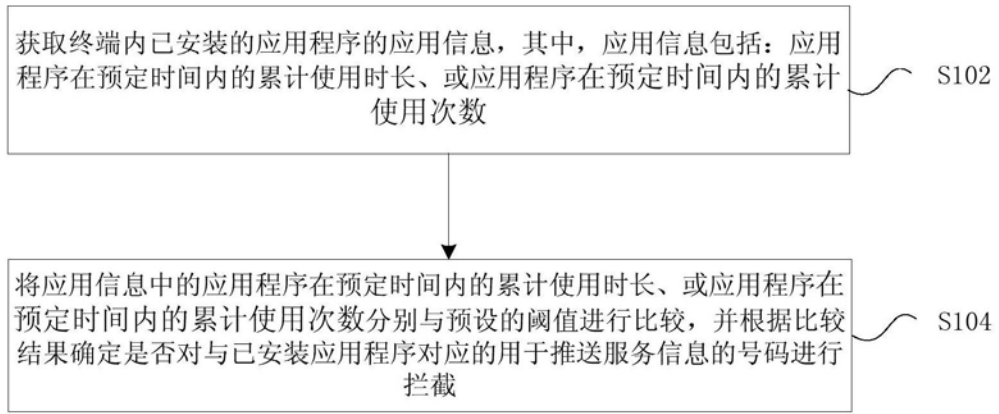 获取终端内已安装的应用程序的应用信息，其中，应用信息包括：应用
程序在预定时间内的累计使用时长、或应用程序在预定时间内的累计
使用次数
S102
将应用信息中的应用程序在预定时间内的累计使用时长、或应用程序在
预定时间内的累计使用次数分别与预设的阈值进行比较，并根据比较
结果确定是否对与已安装应用程序对应的用于推送服务信息的号码进行
拦截
S104